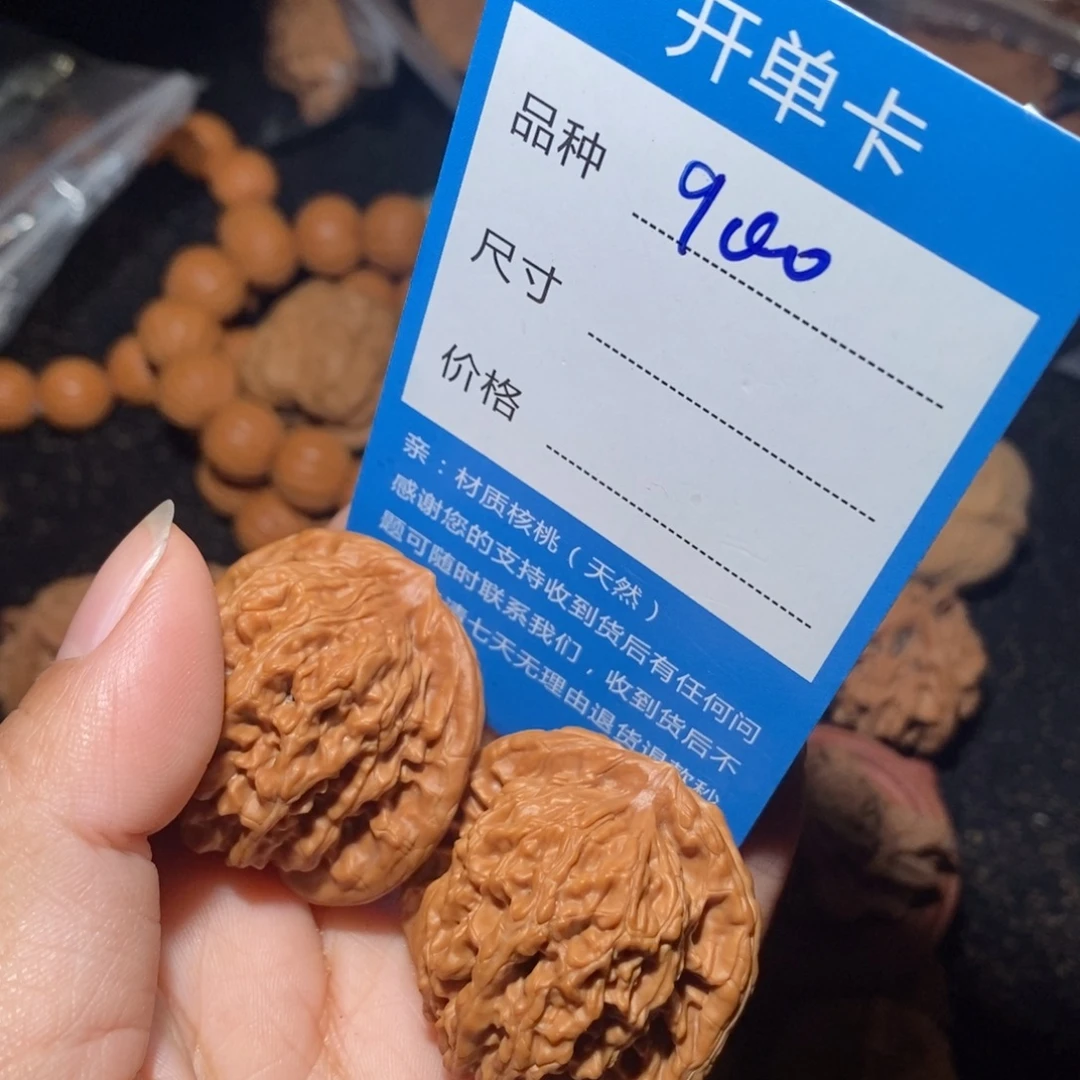 开单卡
品种 900
尺寸
价格
亲：材质核桃（天然）
感谢您的支持收到货后有任何问
题可随时联系我们，收到货后不
七天无理由退货退款